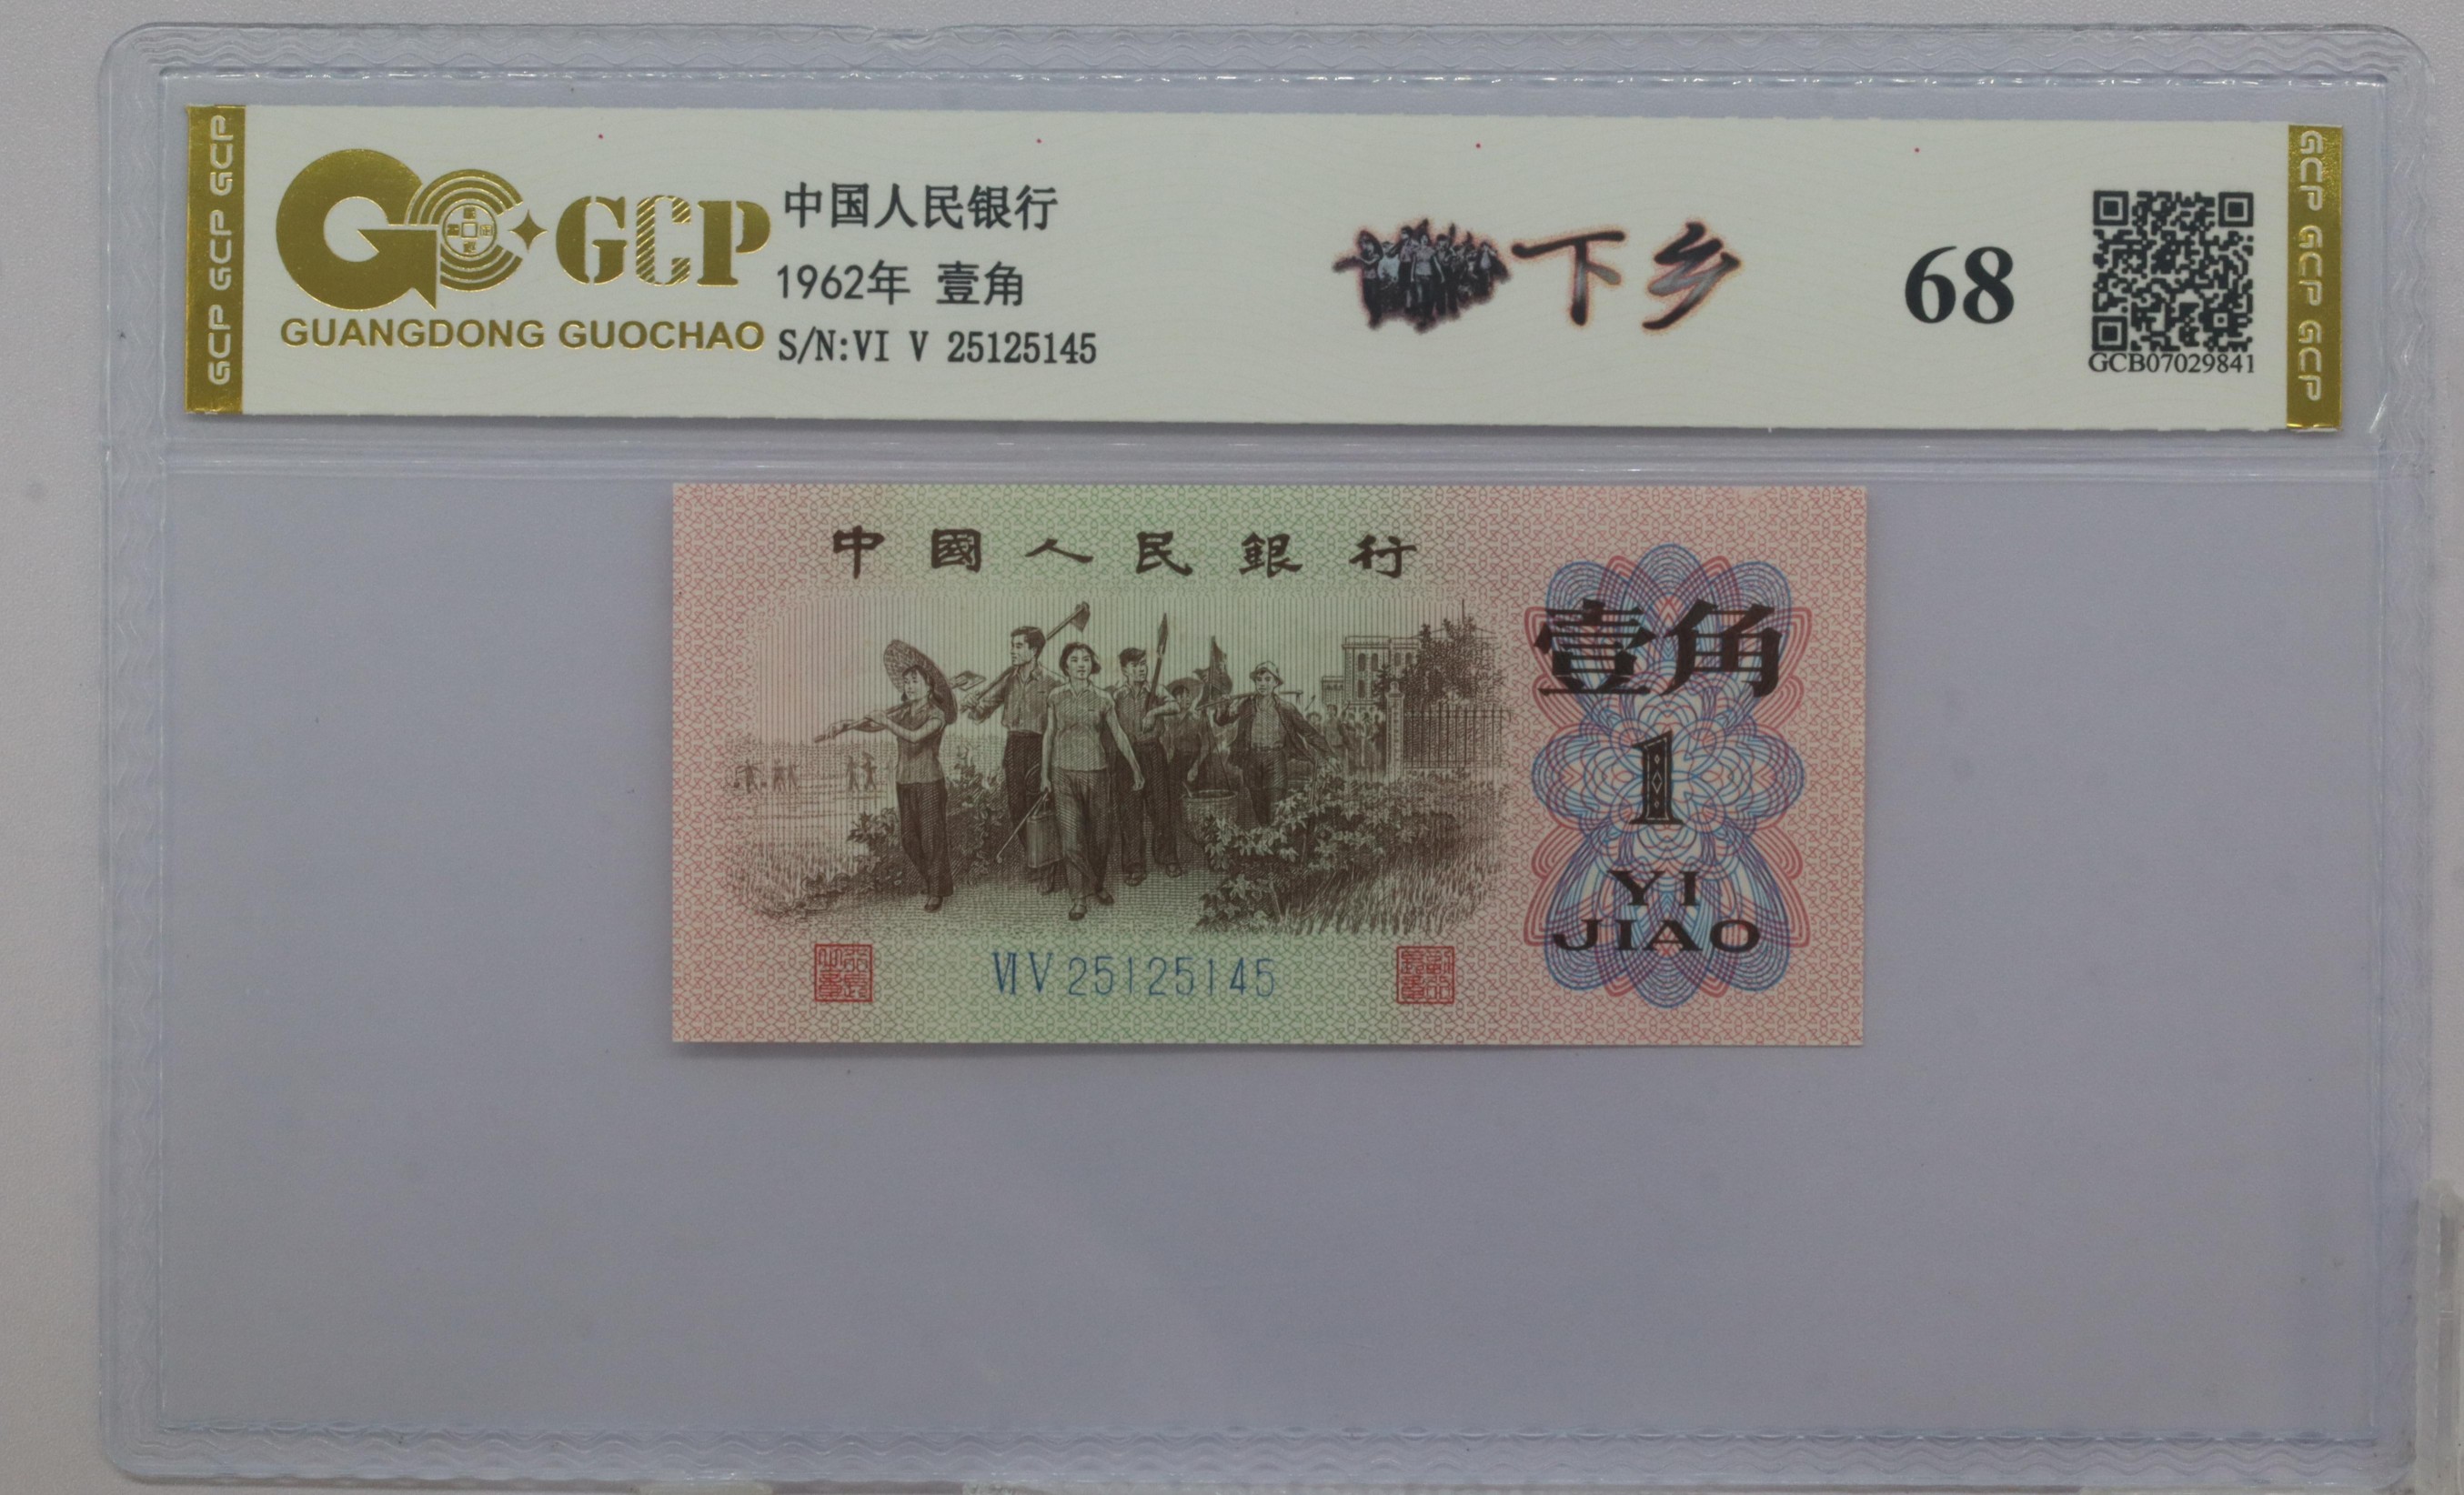 GCP GCP GCP
GCP
GUANGDONG GUOCHAO
中国人民银行
1962年 壹角
S/N:VI V 25125145
下乡
68
GCB07029841
GCP GCP GCP
中國人民銀行
壹角
1
YI
JIAO
VI V 25125145